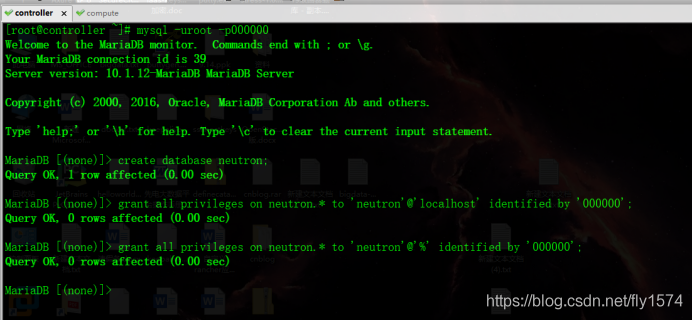 controller compute
[root@controller ~]# mysql -uroot -p000000
Welcome to the MariaDB monitor.  Commands end with ; or \g.
Your MariaDB connection id is 39
Server version: 10.1.12-MariaDB MariaDB Server
Copyright (c) 2000, 2016, Oracle, MariaDB Corporation Ab and others.
Type 'help;' or '\h' for help. Type '\c' to clear the current input statement.
MariaDB [(none)]> create database neutron;
Query OK, 1 row affected (0.00 sec)
MariaDB [(none)]> grant all privileges on neutron.* to 'neutron'@'localhost' identified by '000000';
Query OK, 0 rows affected (0.00 sec)
MariaDB [(none)]> grant all privileges on neutron.* to 'neutron'@'%' identified by '000000';
Query OK, 0 rows affected (0.00 sec)
MariaDB [(none)]>
https://blog.csdn.net/fly1574